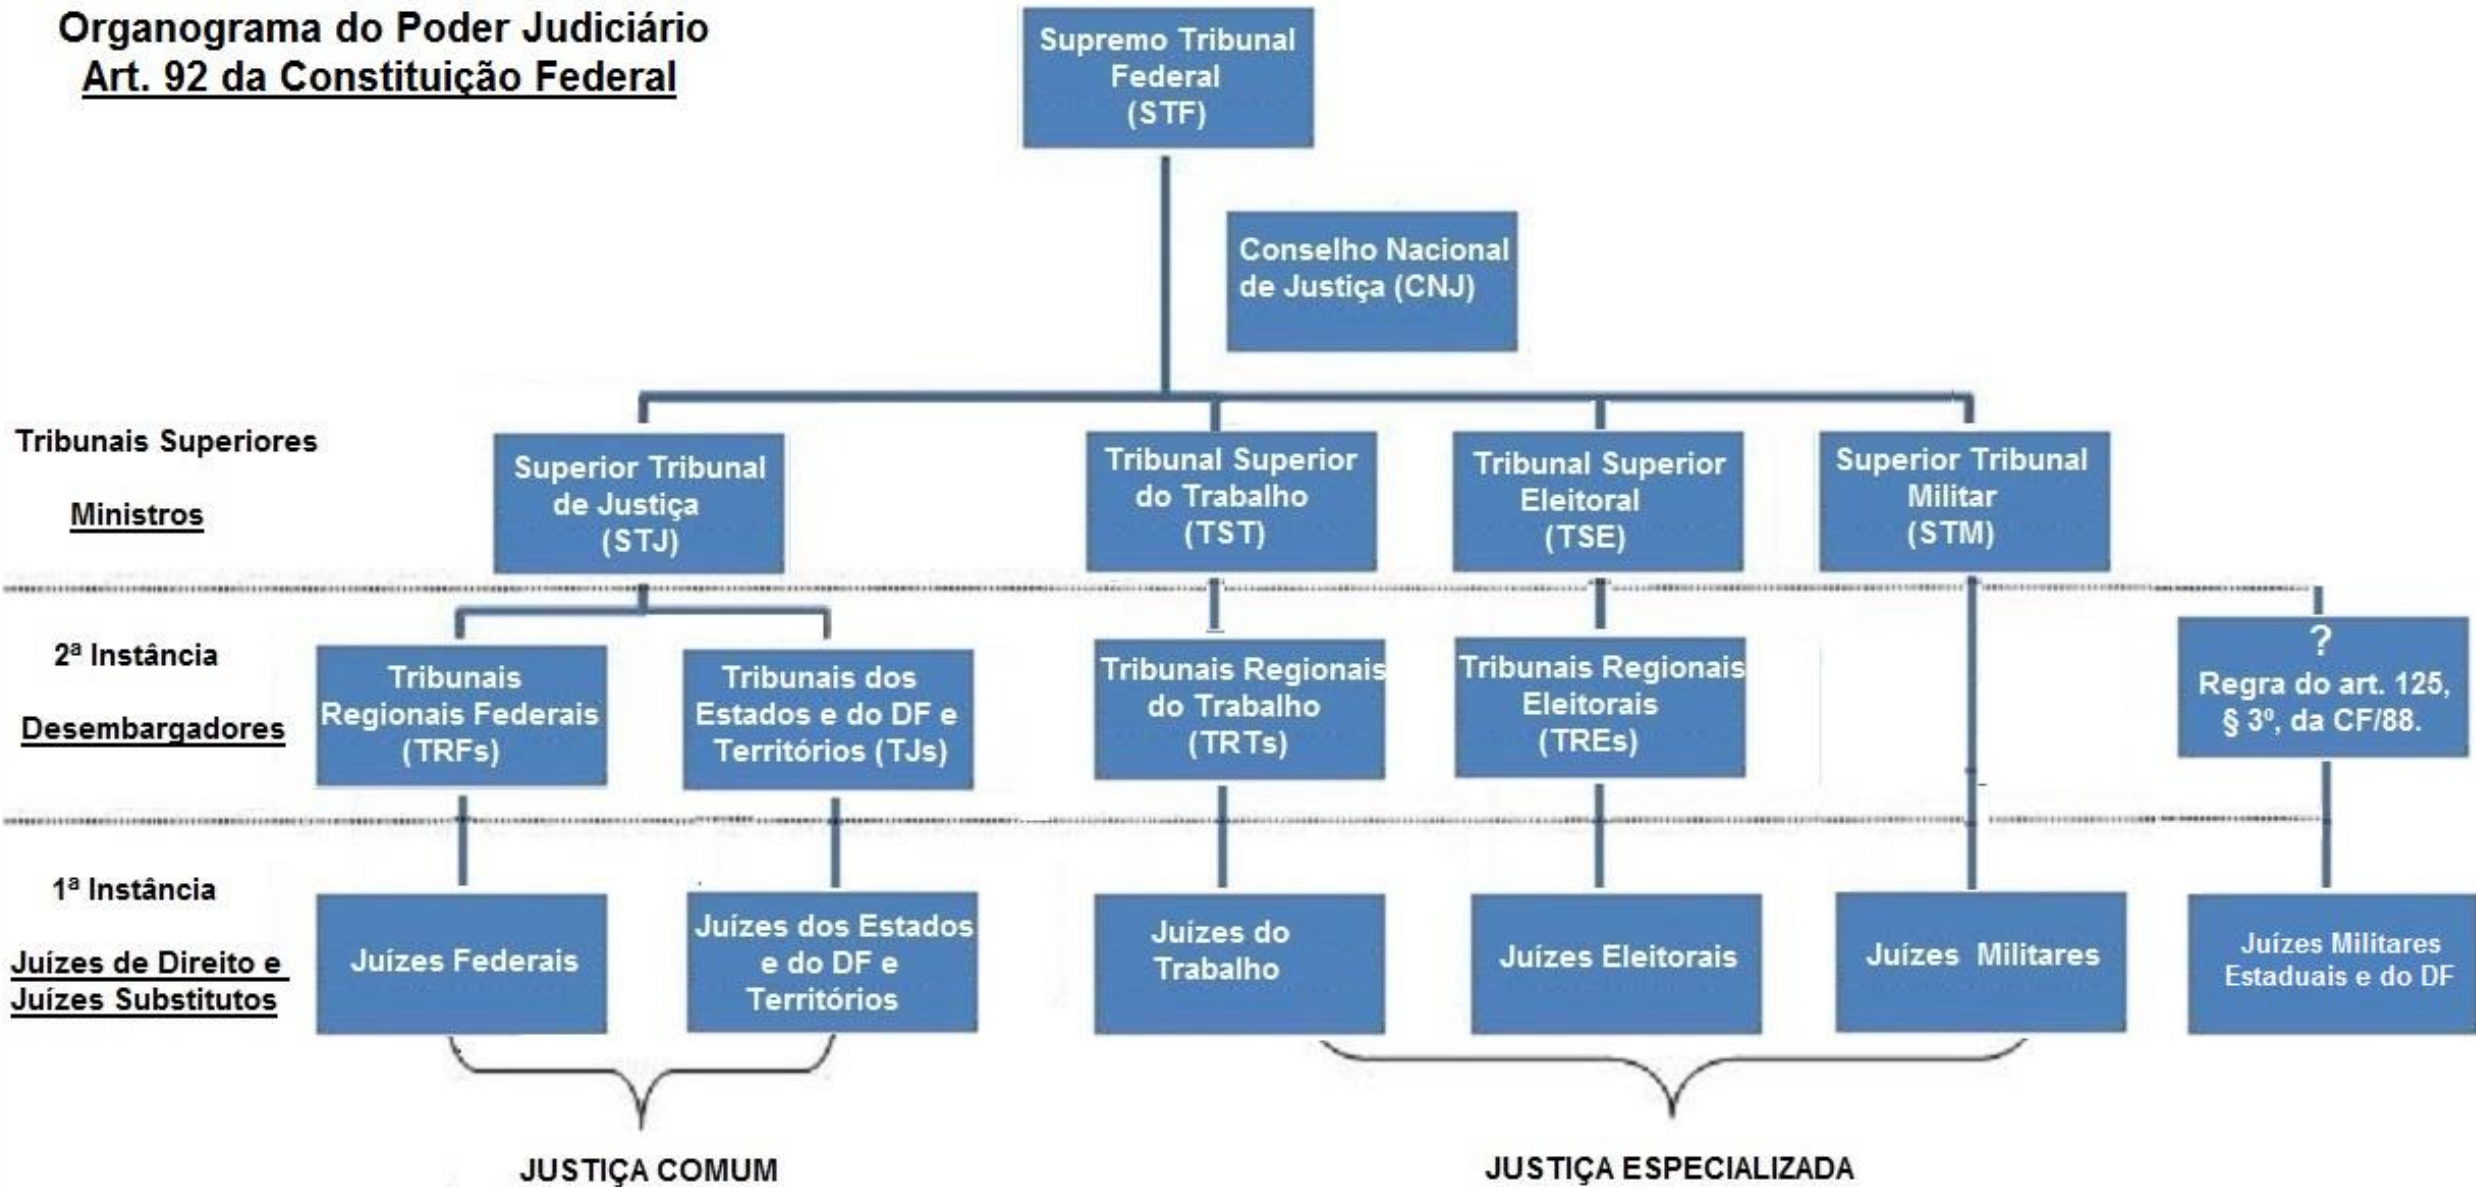 Organograma do Poder Judiciário
Art. 92 da Constituição Federal
Supremo Tribunal
Federal
(STF)
Conselho Nacional
de Justiça (CNJ)
Tribunais Superiores
Ministros
Superior Tribunal
de Justiça
(STJ)
Tribunal Superior
do Trabalho
(TST)
Tribunal Superior
Eleitoral
(TSE)
Superior Tribunal
Militar
(STM)
2ª Instância
Desembargadores
Tribunais
Regionais Federais
(TRFs)
Tribunais dos
Estados e do DF e
Territórios (TJs)
Tribunais Regionais
do Trabalho
(TRTs)
Tribunais Regionais
Eleitorais
(TREs)
?
Regra do art. 125,
§ 3º, da CF/88.
1ª Instância
Juízes de Direito e
Juízes Substitutos
Juízes Federais
Juízes dos Estados
e do DF e
Territórios
Juízes do
Trabalho
Juízes Eleitorais
Juízes Militares
Juízes Militares
Estaduais e do DF
JUSTIÇA COMUM
JUSTIÇA ESPECIALIZADA